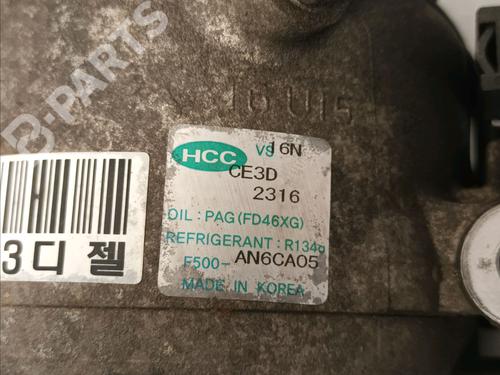 B-PARTS
16 U15
HCC VS 16N
CE3D
2316
OIL : PAG (FD46XG)
REFRIGERANT : R134a
F500- AN6CA05
MADE IN KOREA
3 디 젤